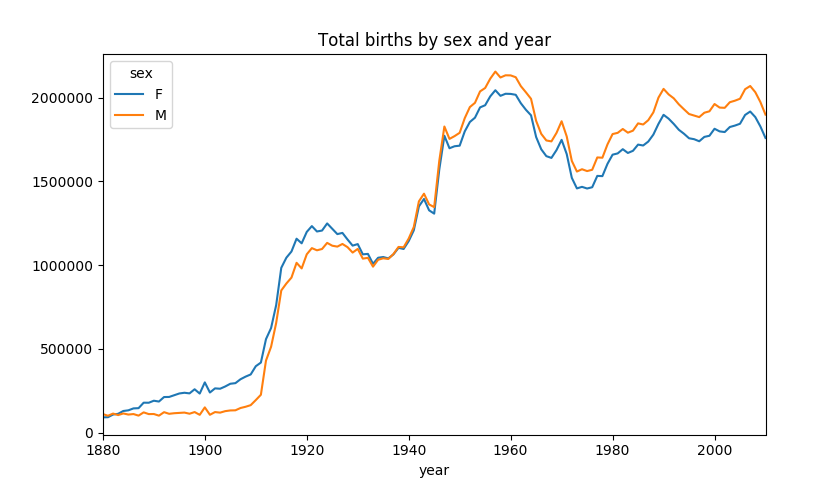 Total births by sex and year
sex
F
M
2000000
1500000
1000000
500000
0
1880 1900 1920 1940 1960 1980 2000
year